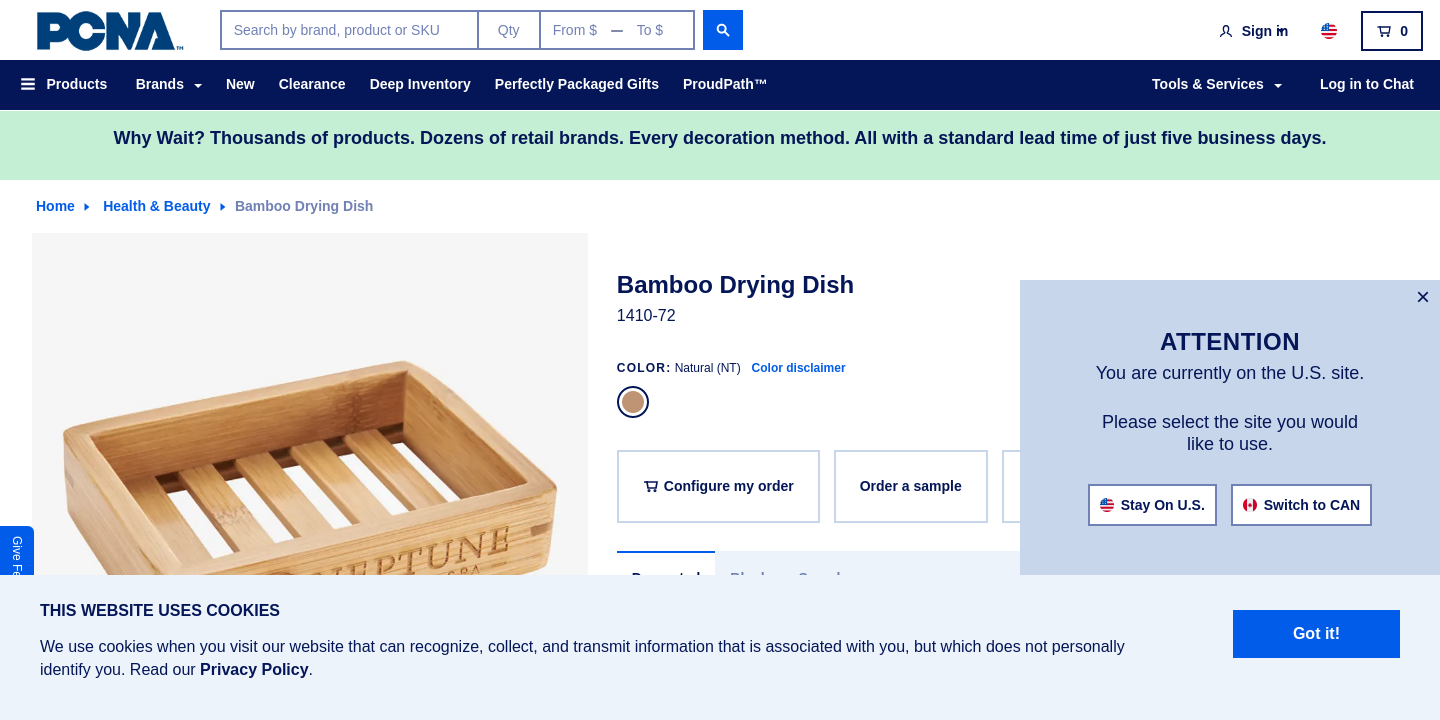 PCNA™
Search by brand, product or SKU
Qty
From $ — To $
Sign in
0
Products
Brands
New
Clearance
Deep Inventory
Perfectly Packaged Gifts
ProudPath™
Tools & Services
Log in to Chat
Why Wait? Thousands of products. Dozens of retail brands. Every decoration method. All with a standard lead time of just five business days.
Home
Health & Beauty
Bamboo Drying Dish
NEPTUNE
SPA
Bamboo Drying Dish
1410-72
COLOR: Natural (NT) Color disclaimer
Configure my order
Order a sample
×
ATTENTION
You are currently on the U.S. site.
Please select the site you would
like to use.
Stay On U.S.
Switch to CAN
Give
THIS WEBSITE USES COOKIES
We use cookies when you visit our website that can recognize, collect, and transmit information that is associated with you, but which does not personally
identify you. Read our Privacy Policy.
Got it!